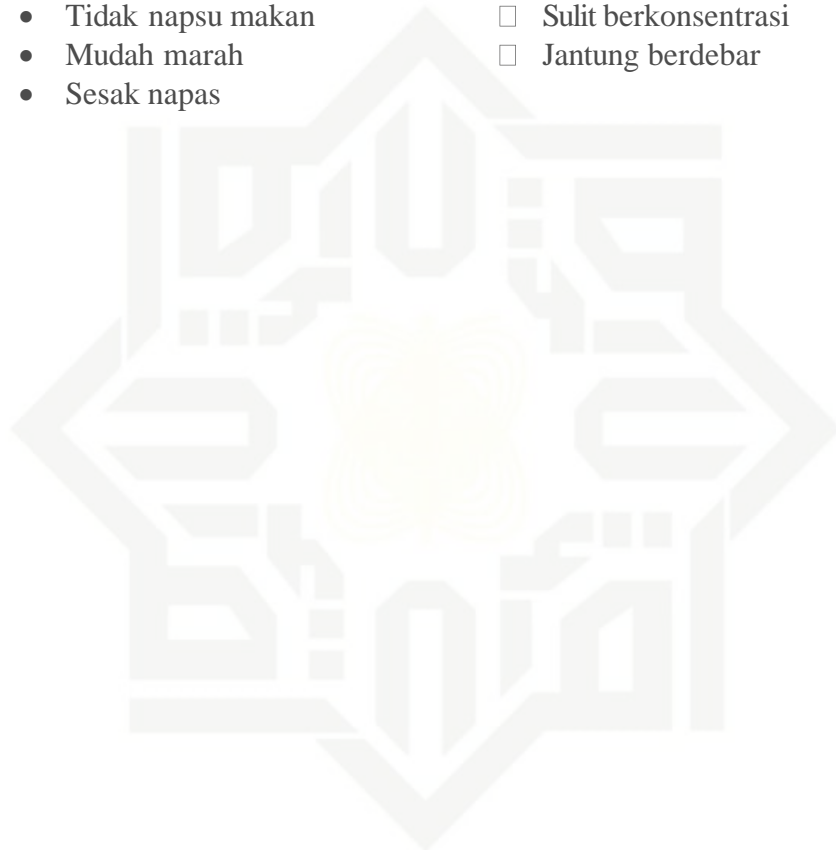 • Tidak napsu makan
• Mudah marah
• Sesak napas
□ Sulit berkonsentrasi
□ Jantung berdebar